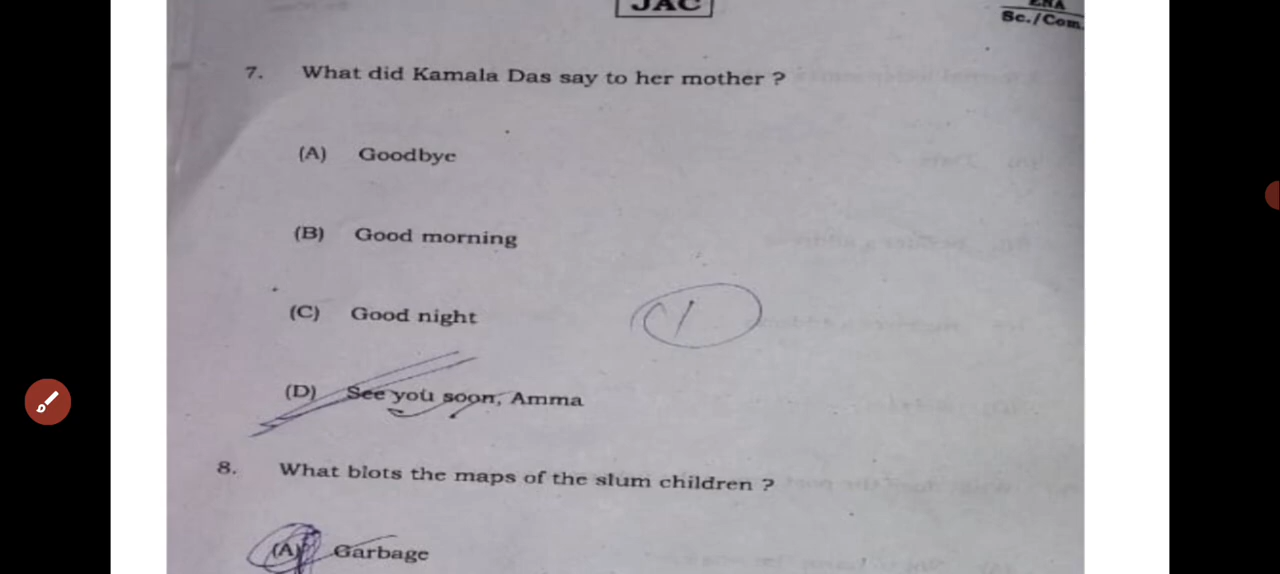 JAC
ENA
Sc./Com.
7. What did Kamala Das say to her mother ?
(A) Goodbye
(B) Good morning
(C) Good night
(D) See you soon, Amma
8. What blots the maps of the slum children ?
(A) Garbage